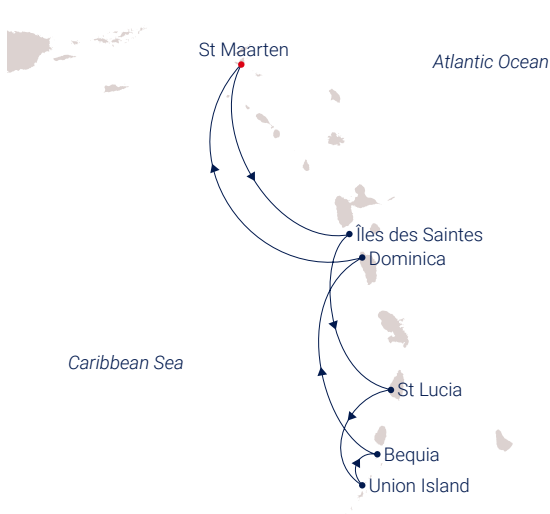 St Maarten
Atlantic Ocean
Îles des Saintes
Dominica
Caribbean Sea
St Lucia
Bequia
Union Island